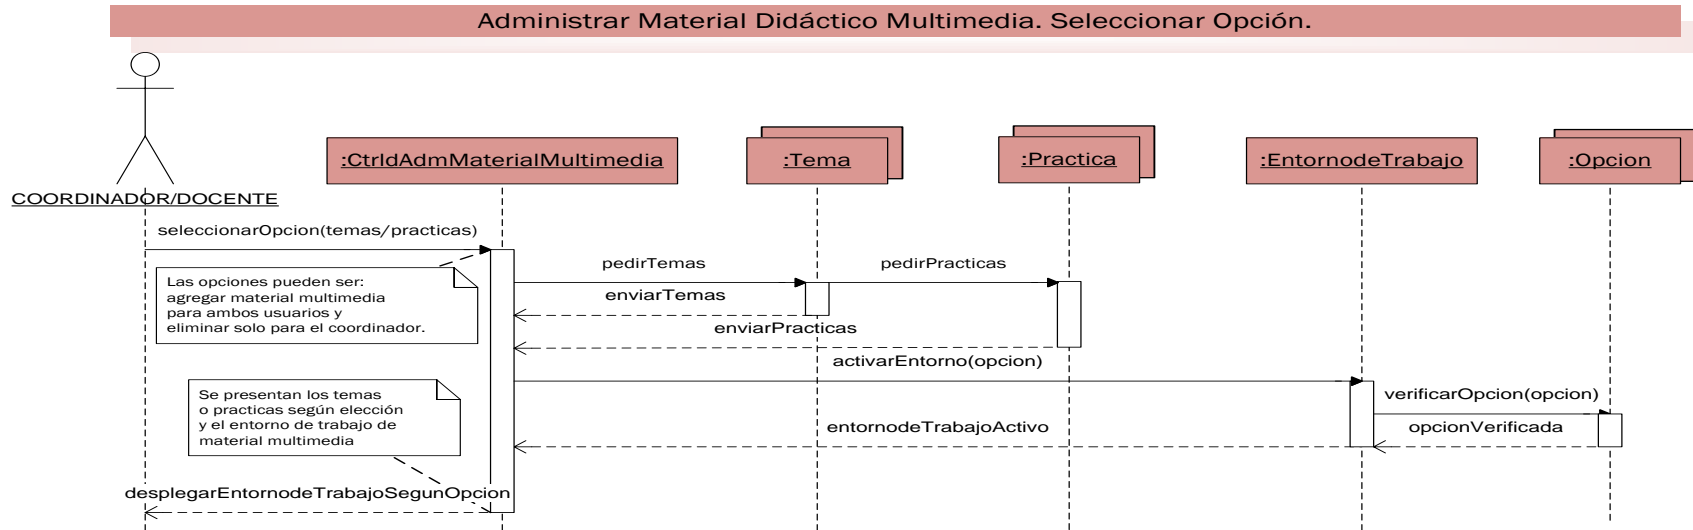 Administrar Material Didáctico Multimedia. Seleccionar Opción.
:CtrldAdmMaterialMultimedia
:Tema
:Practica
:EntornodeTrabajo
:Opcion
COORDINADOR/DOCENTE
seleccionarOpcion(temas/practicas)
pedirTemas
pedirPracticas
Las opciones pueden ser:
agregar material multimedia
para ambos usuarios y
eliminar solo para el coordinador.
enviarTemas
enviarPracticas
activarEntorno(opcion)
Se presentan los temas
o practicas según elección
y el entorno de trabajo de
material multimedia
verificarOpcion(opcion)
entornodeTrabajoActivo
opcionVerificada
desplegarEntornodeTrabajoSegunOpcion